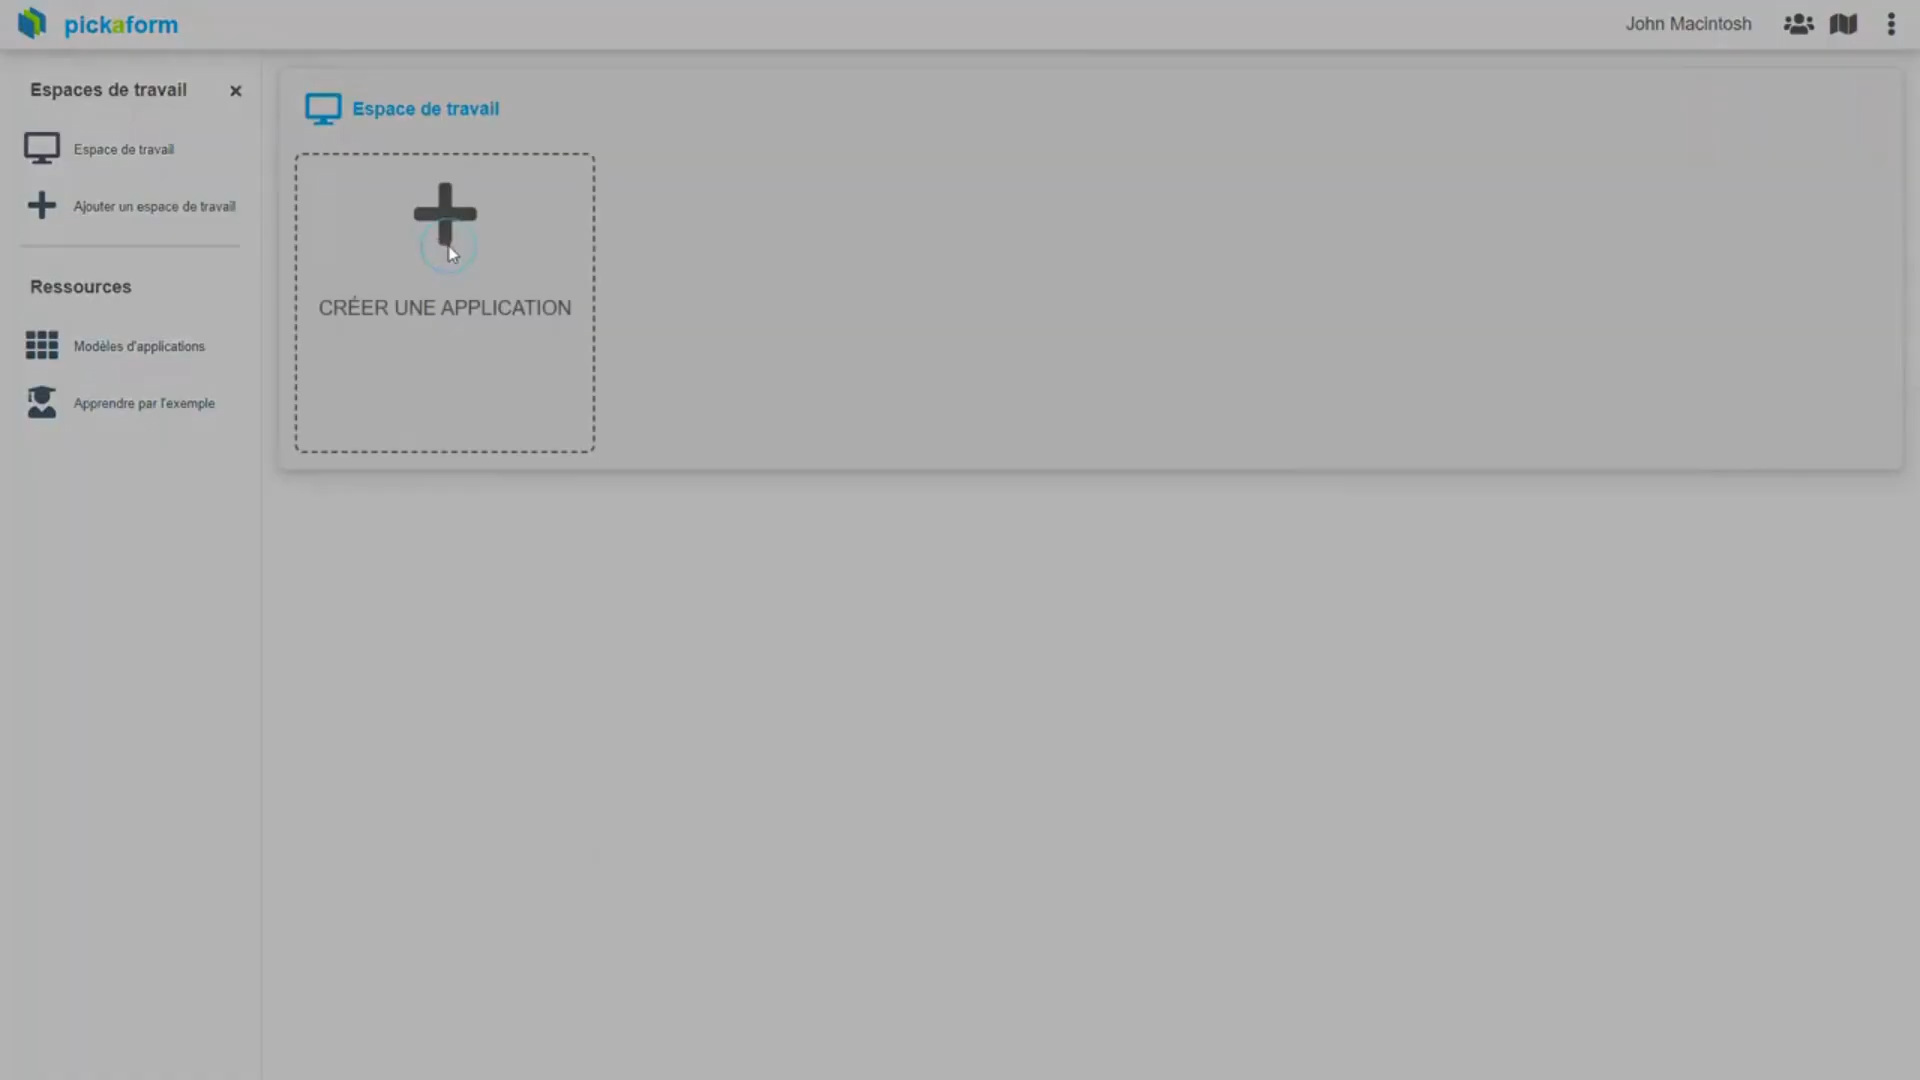 pickaform
John Macintosh
Espaces de travail
Espace de travail
Ajouter un espace de travail
Ressources
Modèles d'applications
Apprendre par l'exemple
Espace de travail
CRÉER UNE APPLICATION